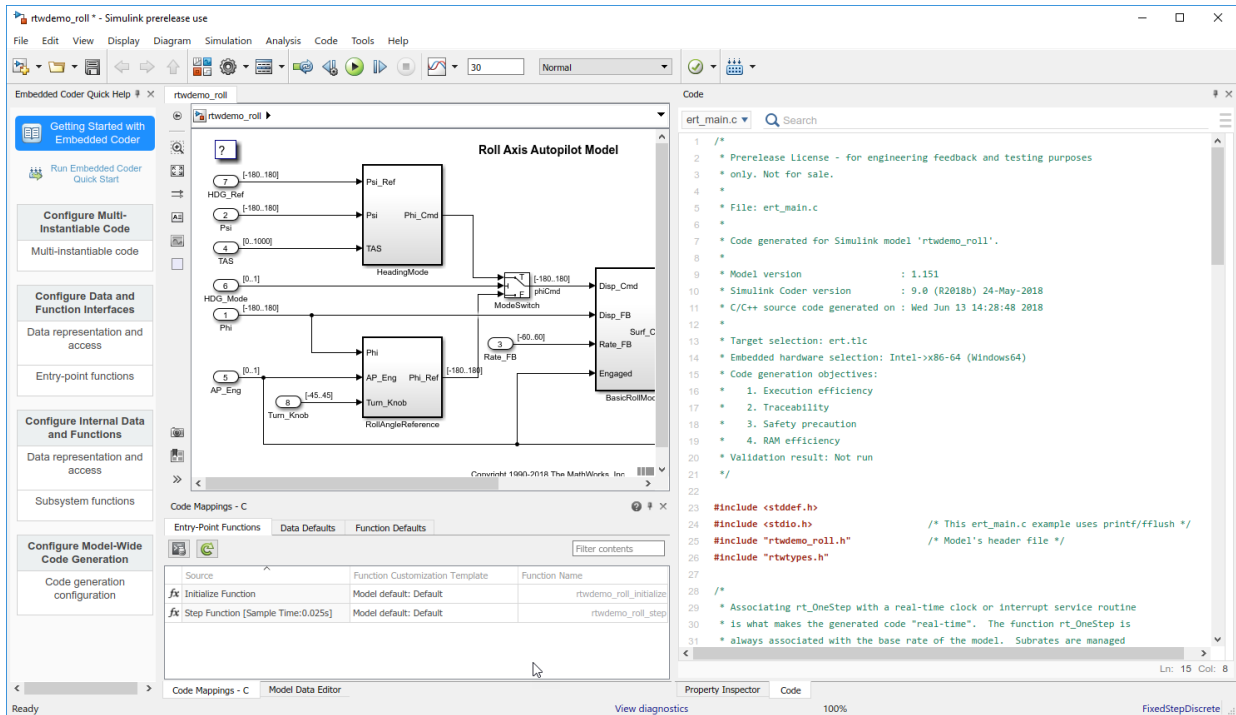 rtwdemo_roll * - Simulink prerelease use
File Edit View Display Diagram Simulation Analysis Code Tools Help
30
Normal
Embedded Coder Quick Help
Getting Started with
Embedded Coder
Run Embedded Coder
Quick Start
Configure Multi-
Instantiable Code
Multi-instantiable code
Configure Data and
Function Interfaces
Data representation and
access
Entry-point functions
Configure Internal Data
and Functions
Data representation and
access
Subsystem functions
Configure Model-Wide
Code Generation
Code generation
configuration
rtwdemo_roll
rtwdemo_roll
?
Roll Axis Autopilot Model
7
[-180..180]
HDG_Ref
2
[-180..180]
Psi
4
[0..1000]
TAS
6
[0..1]
HDG_Mode
1
[-180..180]
Phi
5
[0..1]
AP_Eng
8
[-45..45]
Turn_Knob
Psi_Ref
Psi
Phi_Cmd
TAS
HeadingMode
Phi
AP_Eng
Phi_Ref
[-180..180]
Turn_Knob
RollAngleReference
T
F
[-180..180]
phiCmd
ModeSwitch
3
[-60..60]
Rate_FB
Disp_Cmd
Disp_FB
Surf_C
Rate_FB
Engaged
BasicRollMod
Copyright 1990-2018 The MathWorks, Inc.
Code Mappings - C
Entry-Point Functions Data Defaults Function Defaults
Filter contents
Source Function Customization Template Function Name
fx Initialize Function Model default: Default rtwdemo_roll_initialize
fx Step Function [Sample Time:0.025s] Model default: Default rtwdemo_roll_step
Code Mappings - C Model Data Editor
Code
ert_main.c
Search
1 /*
2 * Prerelease License - for engineering feedback and testing purposes
3 * only. Not for sale.
4 *
5 * File: ert_main.c
6 *
7 * Code generated for Simulink model 'rtwdemo_roll'.
8 *
9 * Model version : 1.151
10 * Simulink Coder version : 9.0 (R2018b) 24-May-2018
11 * C/C++ source code generated on : Wed Jun 13 14:28:48 2018
12 *
13 * Target selection: ert.tlc
14 * Embedded hardware selection: Intel->x86-64 (Windows64)
15 * Code generation objectives:
16 * 1. Execution efficiency
17 * 2. Traceability
18 * 3. Safety precaution
19 * 4. RAM efficiency
20 * Validation result: Not run
21 */
22
23 #include <stddef.h>
24 #include <stdio.h> /* This ert_main.c example uses printf/fflush */
25 #include "rtwdemo_roll.h" /* Model's header file */
26 #include "rtwtypes.h"
27
28 /*
29 * Associating rt_OneStep with a real-time clock or interrupt service routine
30 * is what makes the generated code "real-time". The function rt_OneStep is
31 * always associated with the base rate of the model. Subrates are managed
Ln: 15 Col: 8
Property Inspector Code
Ready
View diagnostics
100%
FixedStepDiscrete